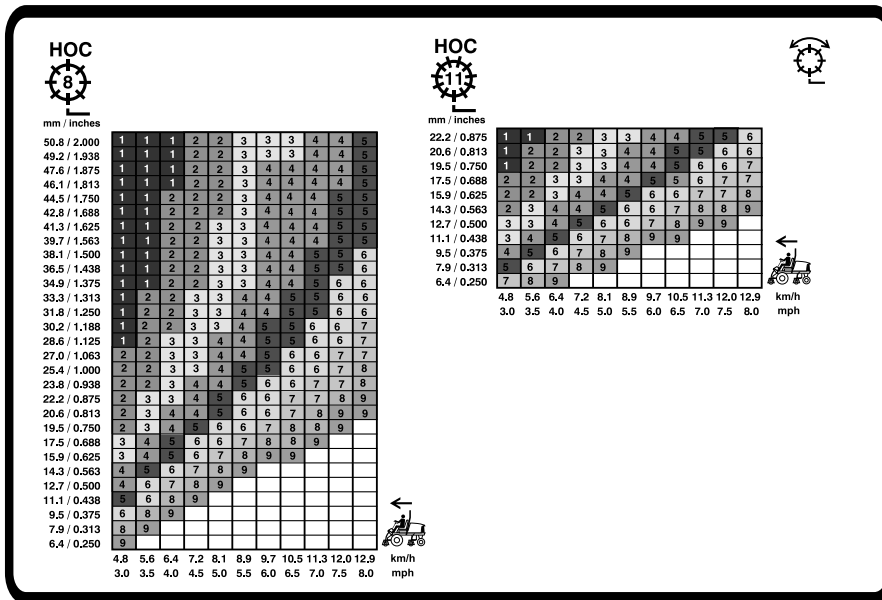 HOC
8
mm / inches
50.8 / 2.000 1 1 1 2 2 3 3 3 4 4 5
49.2 / 1.938 1 1 1 2 2 3 3 3 4 4 5
47.6 / 1.875 1 1 1 2 2 3 4 4 4 4 5
46.1 / 1.813 1 1 1 2 2 3 4 4 4 4 5
44.5 / 1.750 1 1 2 2 2 3 4 4 4 5 5
42.8 / 1.688 1 1 2 2 2 3 4 4 4 5 5
41.3 / 1.625 1 1 2 2 3 3 4 4 4 5 5
39.7 / 1.563 1 1 2 2 3 3 4 4 4 5 5
38.1 / 1.500 1 1 2 2 3 3 4 4 5 5 6
36.5 / 1.438 1 1 2 2 3 3 4 4 5 5 6
34.9 / 1.375 1 1 2 2 3 3 4 4 5 6 6
33.3 / 1.313 1 2 2 3 3 4 4 5 5 6 6
31.8 / 1.250 1 2 2 3 3 4 4 5 5 6 6
30.2 / 1.188 1 2 2 3 3 4 5 5 6 6 7
28.6 / 1.125 1 2 3 3 4 4 5 5 6 6 7
27.0 / 1.063 2 2 3 3 4 4 5 6 6 7 7
25.4 / 1.000 2 2 3 3 4 5 5 6 6 7 8
23.8 / 0.938 2 2 3 4 4 5 6 6 7 7 8
22.2 / 0.875 2 3 3 4 5 6 6 7 7 8 9
20.6 / 0.813 2 3 4 4 5 6 6 7 8 9 9
19.5 / 0.750 2 3 4 5 6 6 7 8 8 9
17.5 / 0.688 3 4 5 6 6 7 8 8 9
15.9 / 0.625 3 4 5 6 7 8 9 9
14.3 / 0.563 4 5 6 7 8 9
12.7 / 0.500 4 6 7 8 9
11.1 / 0.438 5 6 8 9
9.5 / 0.375 6 8 9
7.9 / 0.313 8 9
6.4 / 0.250 9
4.8 5.6 6.4 7.2 8.1 8.9 9.7 10.5 11.3 12.0 12.9 km/h
3.0 3.5 4.0 4.5 5.0 5.5 6.0 6.5 7.0 7.5 8.0 mph
HOC
11
mm / inches
22.2 / 0.875 1 1 2 2 3 3 4 4 5 5 6
20.6 / 0.813 1 2 2 3 3 4 4 5 5 6 6
19.5 / 0.750 1 2 2 3 3 4 4 5 6 6 7
17.5 / 0.688 2 2 3 3 4 4 5 5 6 7 7
15.9 / 0.625 2 2 3 4 4 5 6 6 7 7 8
14.3 / 0.563 2 3 3 4 5 6 6 7 8 8 9
12.7 / 0.500 3 3 4 5 6 6 7 8 9 9
11.1 / 0.438 3 4 5 6 7 8 9 9
9.5 / 0.375 4 5 6 7 8 9
7.9 / 0.313 5 6 7 8 9
6.4 / 0.250 7 8 9
4.8 5.6 6.4 7.2 8.1 8.9 9.7 10.5 11.3 12.0 12.9 km/h
3.0 3.5 4.0 4.5 5.0 5.5 6.0 6.5 7.0 7.5 8.0 mph